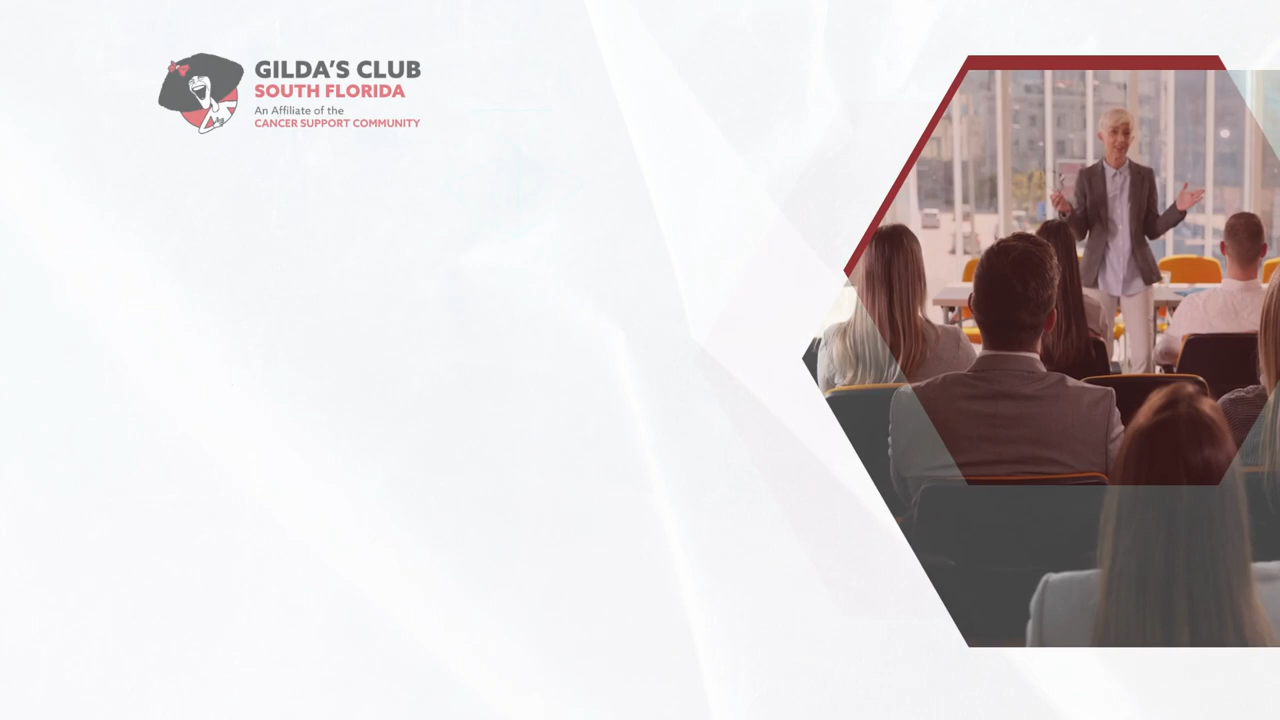 GILDA'S CLUB
SOUTH FLORIDA
An Affiliate of the
CANCER SUPPORT COMMUNITY